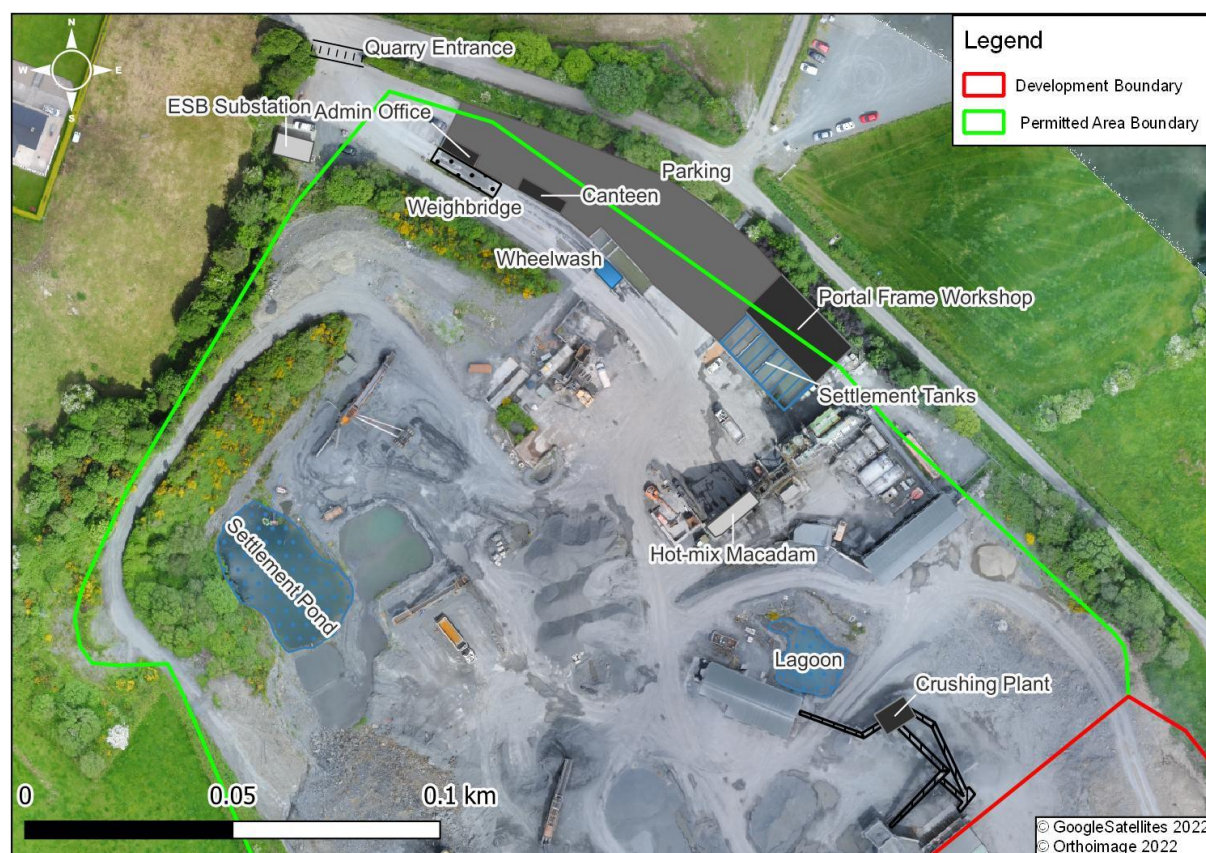 N
W
E
S
Quarry Entrance
ESB Substation
Admin Office
Parking
Canteen
Weighbridge
Wheelwash
Portal Frame Workshop
Settlement Tanks
Settlement Pond
Hot-mix Macadam
Lagoon
Crushing Plant
Legend
Development Boundary
Permitted Area Boundary
0
0.05
0.1 km
© GoogleSatellites 2022
© Orthoimage 2022